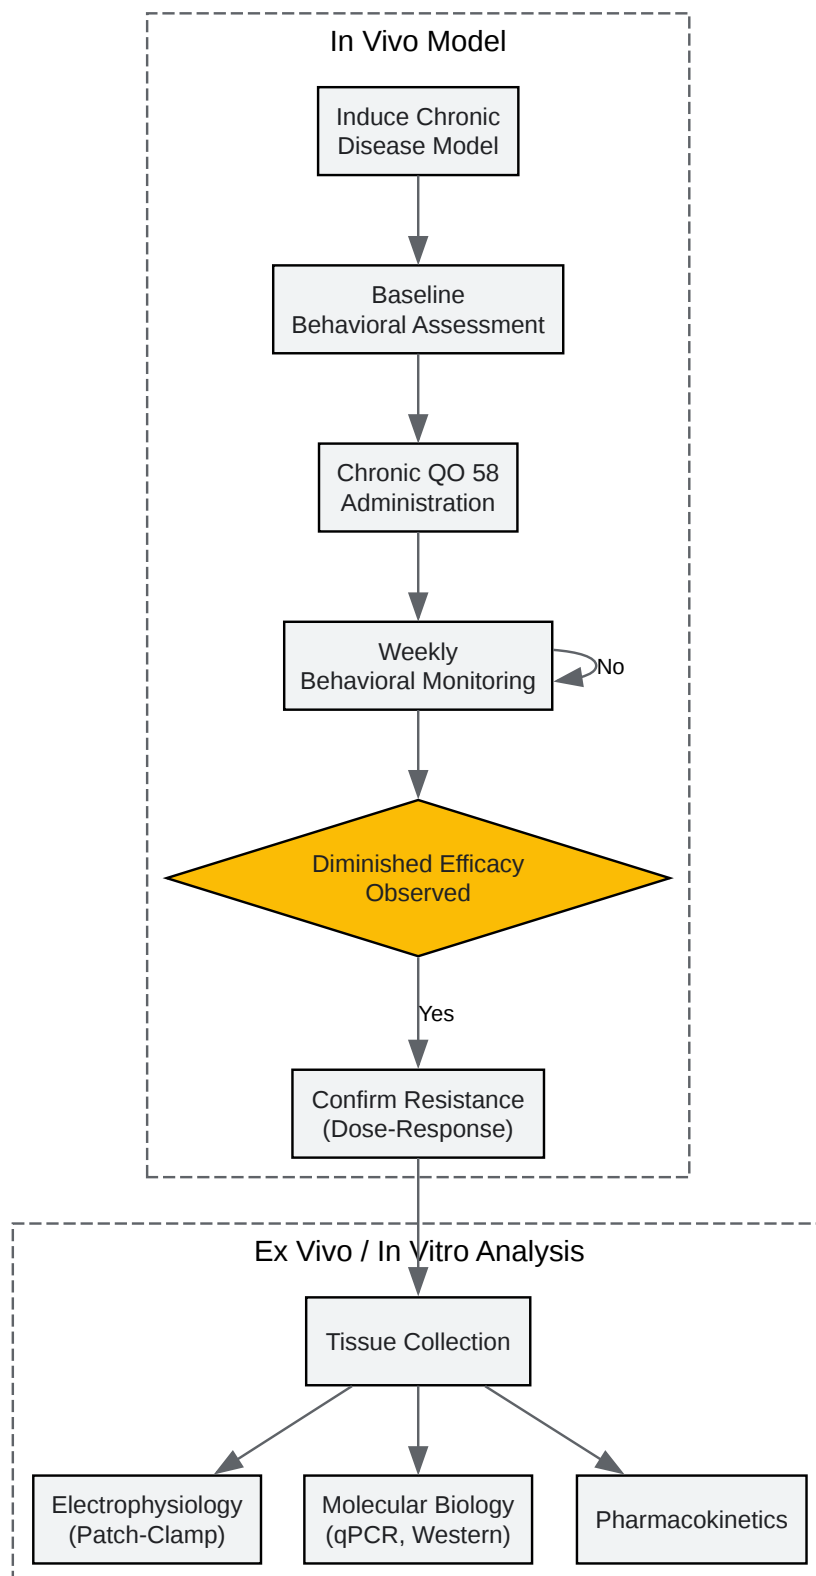 In Vivo Model
Induce Chronic
Disease Model
Baseline
Behavioral Assessment
Chronic QO 58
Administration
Weekly
Behavioral Monitoring
No
Diminished Efficacy
Observed
Yes
Confirm Resistance
(Dose-Response)
Ex Vivo / In Vitro Analysis
Tissue Collection
Electrophysiology
(Patch-Clamp)
Molecular Biology
(qPCR, Western)
Pharmacokinetics